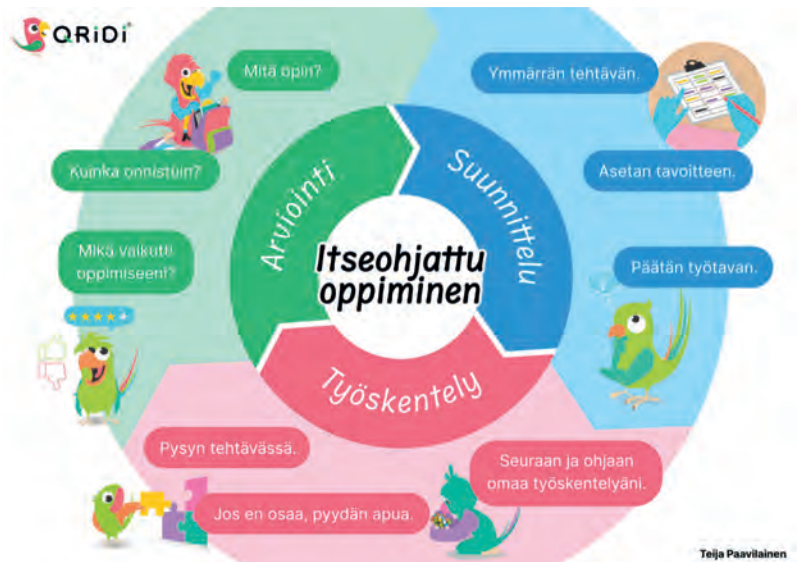 QRiDi
Mitä opin?
Kuinka onnistuin?
Mikä vaikutti
oppimiseeni?
Ymmärrän tehtävän.
Asetan tavoitteen.
Päätän työtavan.
Arviointi
Suunnittelu
Itseohjattu
oppiminen
Työskentely
Pysyn tehtävässä.
Jos en osaa, pyydän apua.
Seuraan ja ohjaan
omaa työskentelyäni.
Teija Paavilainen